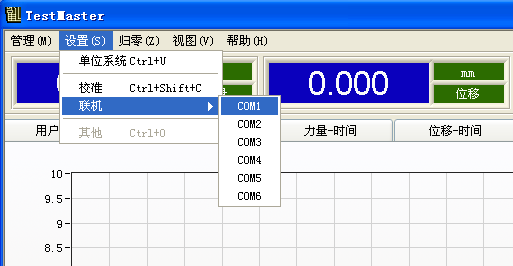 TestMaster
管理(M) 设置(S) 归零(Z) 视图(V) 帮助(H)
单位系统 Ctrl+U
校准 Ctrl+Shift+C
联机
其他 Ctrl+O
COM1
COM2
COM3
COM4
COM5
COM6
0.000
mm
位移
用户
力量-时间
位移-时间
10
9.5
9
8.5